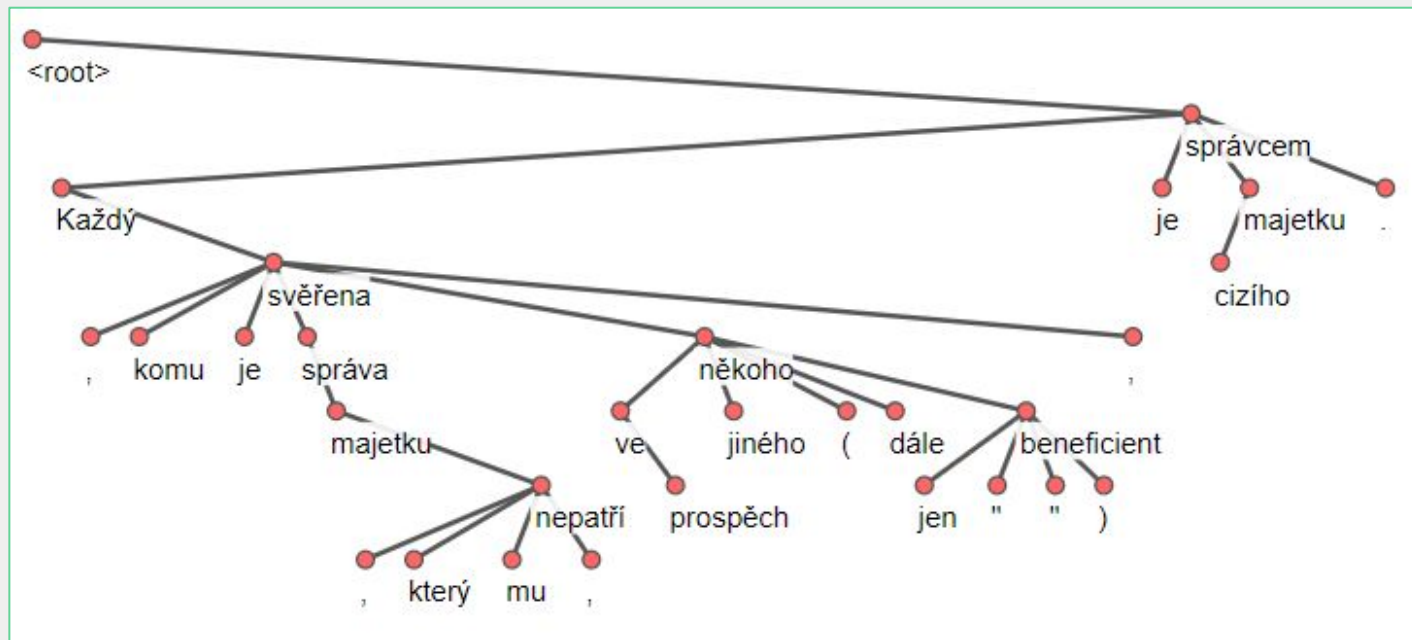 <root>
správcem
Každý je majetku .
svěřena cizího
, komu je správa někoho ,
majetku ve jiného ( dále beneficient
nepatří prospěch jen " " )
, který mu ,